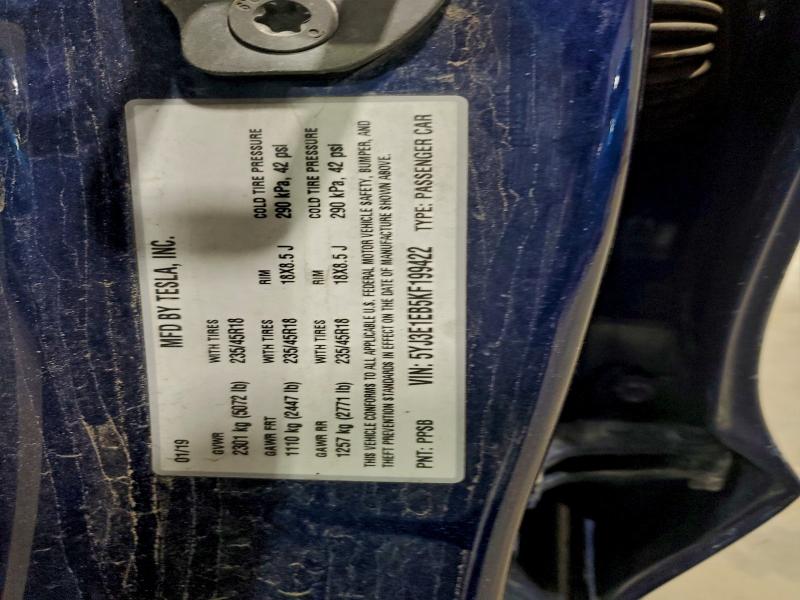 MFD BY TESLA, INC.
01/19
GVWR WITH TIRES
2301 kg (5072 lb) 235/45R18
GAWR FRT WITH TIRES RIM COLD TIRE PRESSURE
1110 kg (2447 lb) 235/45R18 18X8.5 J 290 kPa, 42 psi
GAWR RR WITH TIRES RIM COLD TIRE PRESSURE
1257 kg (2771 lb) 235/45R18 18X8.5 J 290 kPa, 42 psi
THIS VEHICLE CONFORMS TO ALL APPLICABLE U.S. FEDERAL MOTOR VEHICLE SAFETY, BUMPER, AND
THEFT PREVENTION STANDARDS IN EFFECT ON THE DATE OF MANUFACTURE SHOWN ABOVE.
PNT: PPSB VIN: 5YJ3E1EB5KF199422 TYPE: PASSENGER CAR